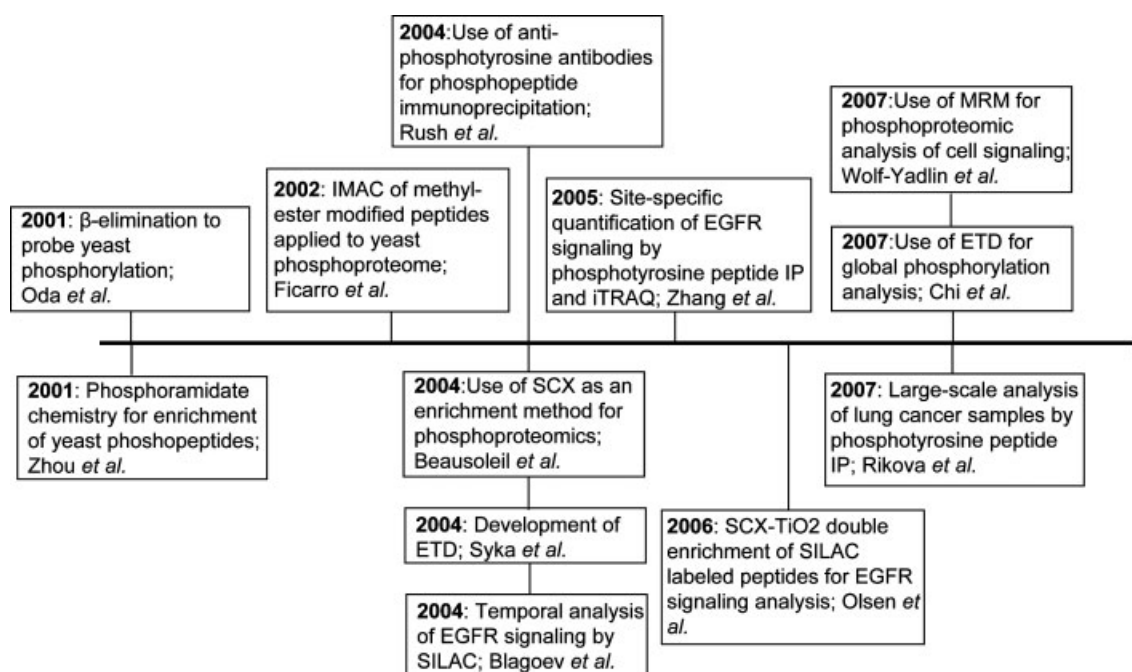 2004:Use of anti-
phosphotyrosine antibodies
for phosphopeptide
immunoprecipitation;
Rush et al.
2007:Use of MRM for
phosphoproteomic
analysis of cell signaling;
Wolf-Yadlin et al.
2002: IMAC of methyl-
ester modified peptides
applied to yeast
phosphoproteome;
Ficarro et al.
2005: Site-specific
quantification of EGFR
signaling by
phosphotyrosine peptide IP
and iTRAQ; Zhang et al.
2001: β-elimination to
probe yeast
phosphorylation;
Oda et al.
2007:Use of ETD for
global phosphorylation
analysis; Chi et al.
2001: Phosphoramidate
chemistry for enrichment
of yeast phoshopeptides;
Zhou et al.
2004:Use of SCX as an
enrichment method for
phosphoproteomics;
Beausoleil et al.
2007: Large-scale analysis
of lung cancer samples by
phosphotyrosine peptide
IP; Rikova et al.
2004: Development of
ETD; Syka et al.
2006: SCX-TiO2 double
enrichment of SILAC
labeled peptides for EGFR
signaling analysis; Olsen et
al.
2004: Temporal analysis
of EGFR signaling by
SILAC; Blagoev et al.